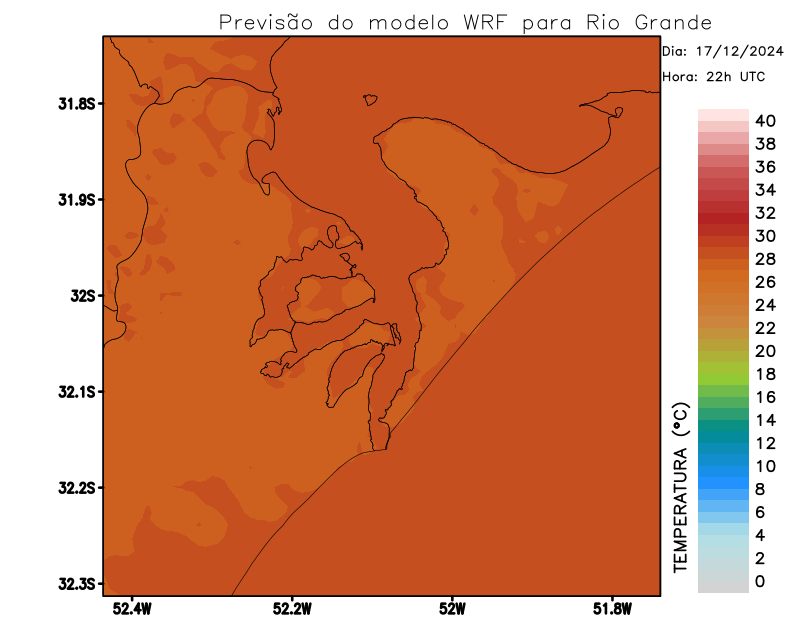 Previsão do modelo WRF para Rio Grande
Dia: 17/12/2024
Hora: 22h UTC
31.8S
31.9S
32S
32.1S
32.2S
32.3S
52.4W 52.2W 52W 51.8W
TEMPERATURA (°C)
40
38
36
34
32
30
28
26
24
22
20
18
16
14
12
10
8
6
4
2
0